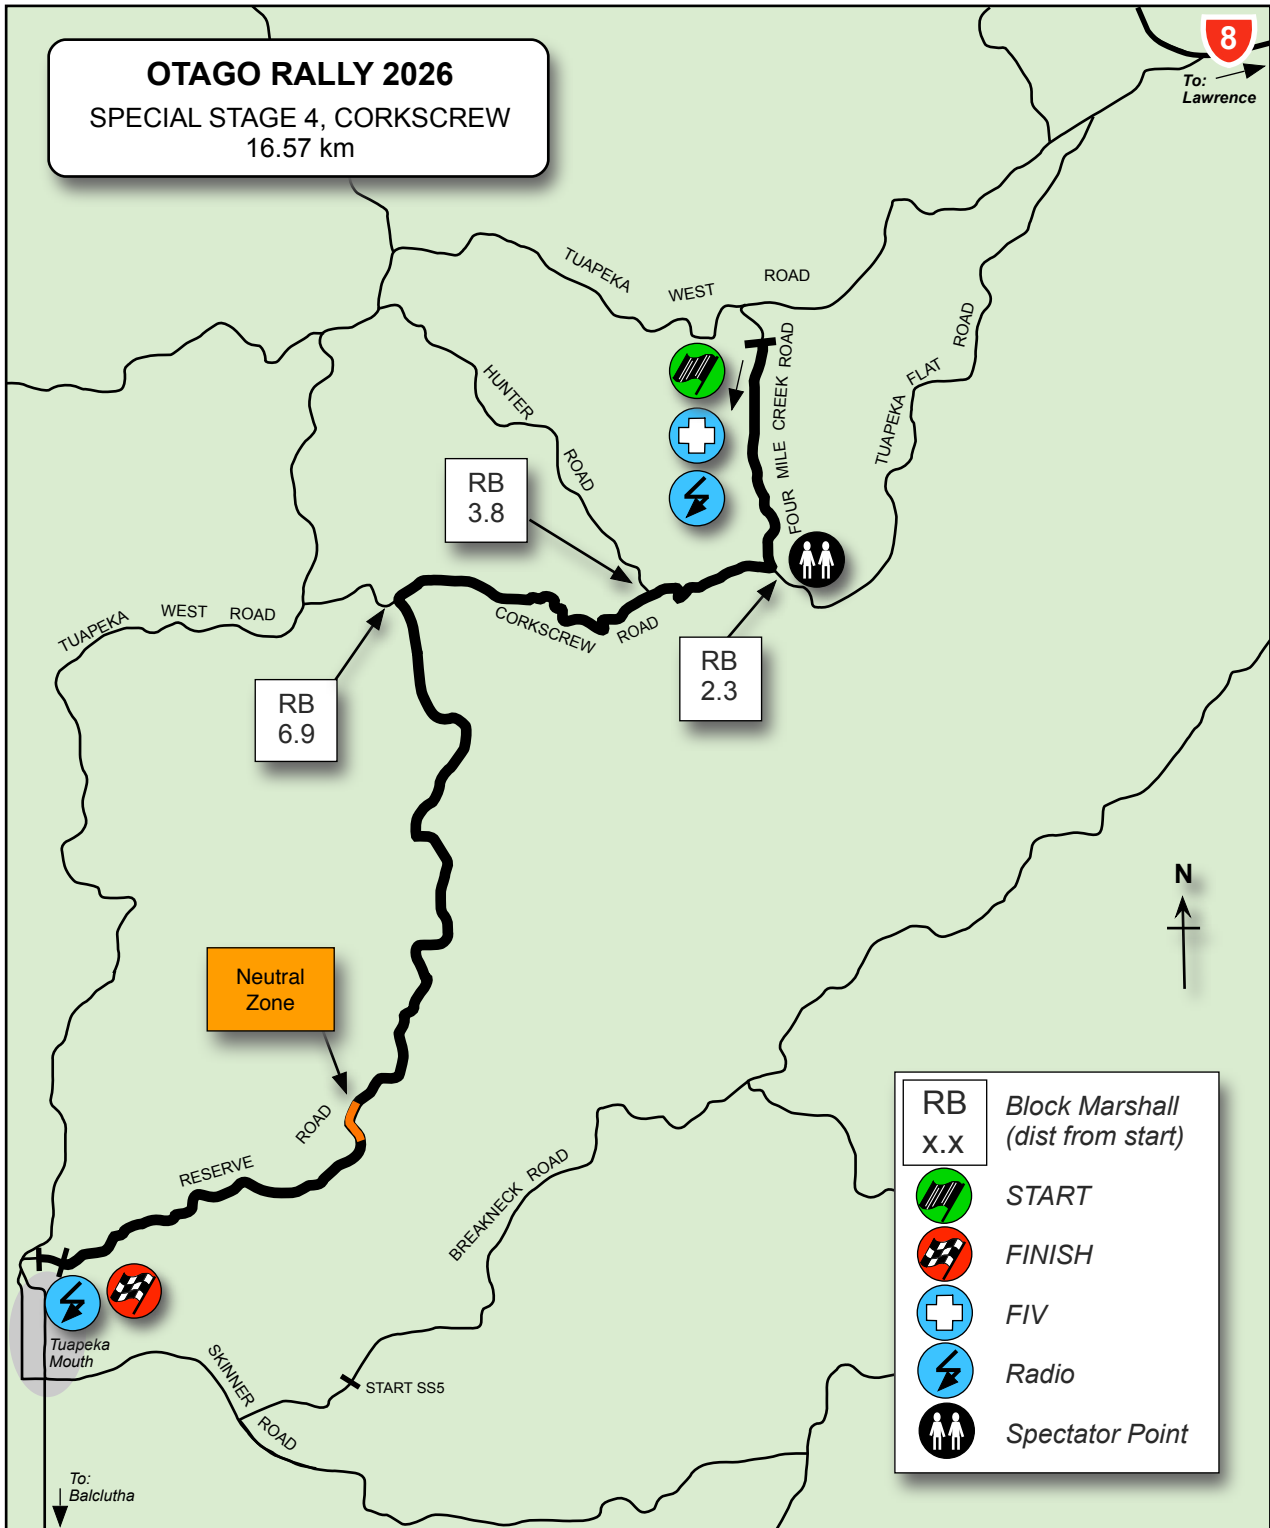 OTAGO RALLY 2026
SPECIAL STAGE 4, CORKSCREW
16.57 km
8
To:
Lawrence
TUAPEKA WEST ROAD
FOUR MILE CREEK ROAD
TUAPEKA FLAT ROAD
HUNTER ROAD
RB
3.8
TUAPEKA WEST ROAD
CORKSCREW ROAD
RB
2.3
RB
6.9
N
Neutral
Zone
RESERVE ROAD
BREAKNECK ROAD
Tuapeka
Mouth
SKINNER ROAD
START SS5
To:
Balclutha
RB
x.x
Block Marshall
(dist from start)
START
FINISH
FIV
Radio
Spectator Point